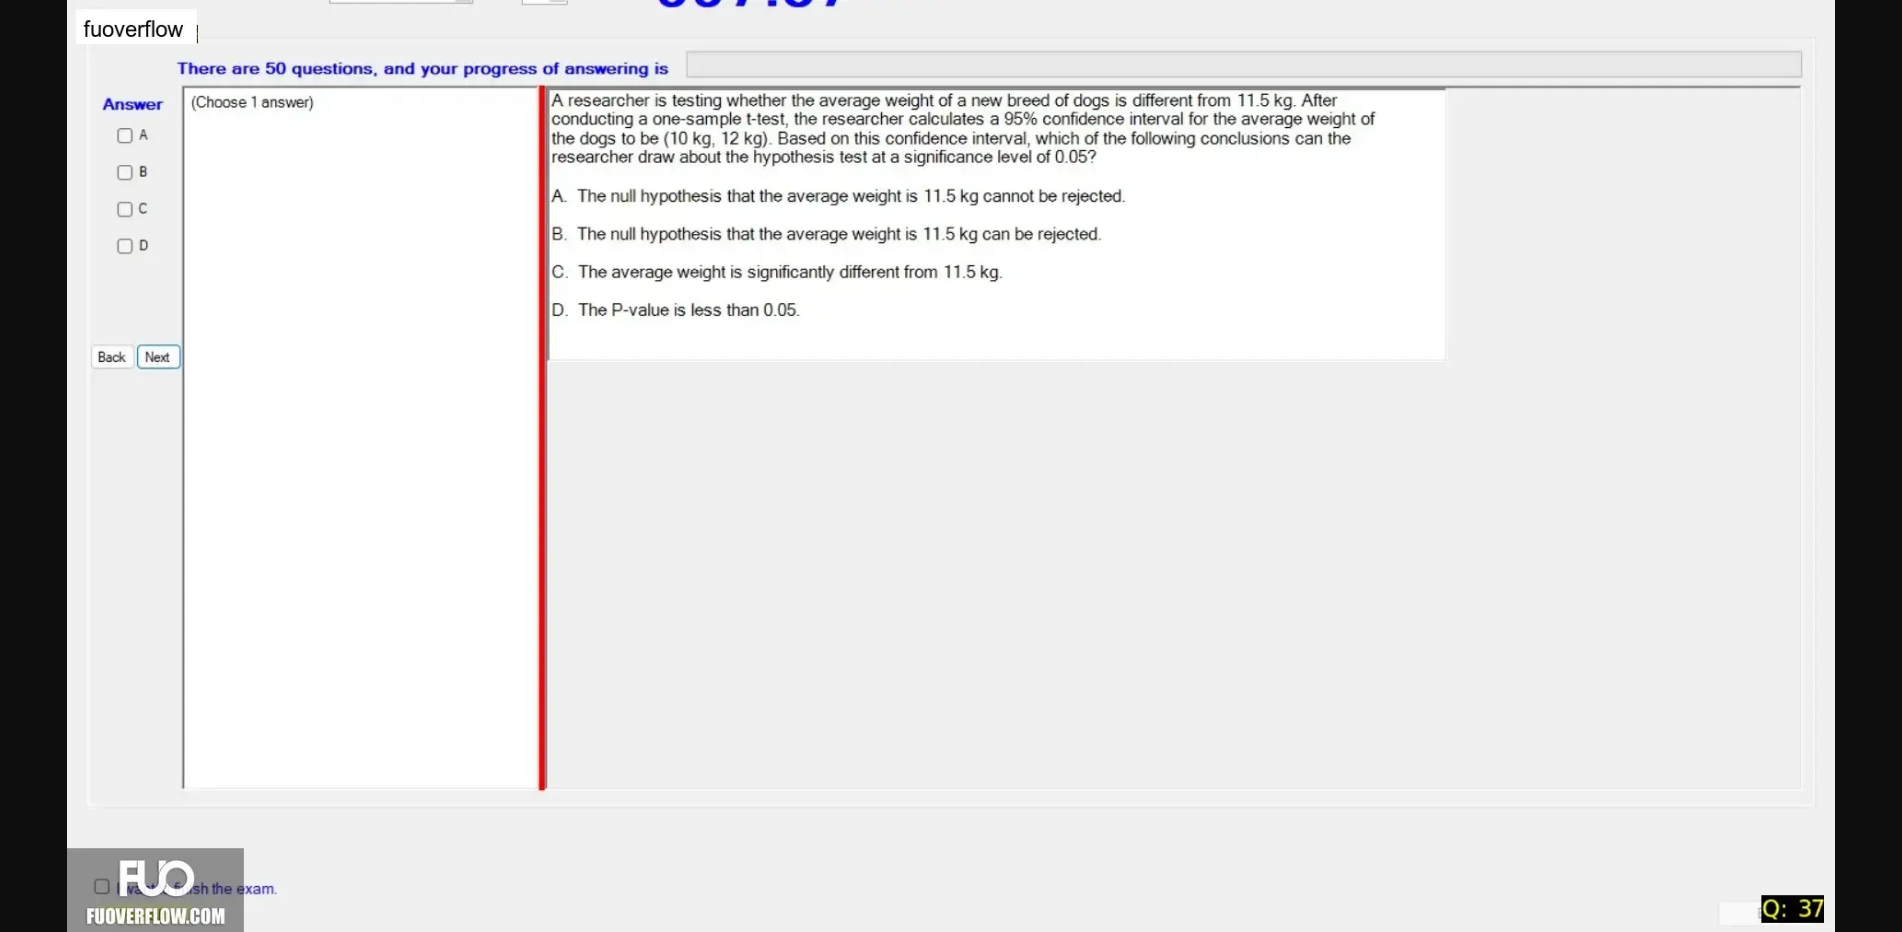 fuoverflow
There are 50 questions, and your progress of answering is
Answer
(Choose 1 answer)
A
B
C
D
Back
Next
A researcher is testing whether the average weight of a new breed of dogs is different from 11.5 kg. After
conducting a one-sample t-test, the researcher calculates a 95% confidence interval for the average weight of
the dogs to be (10 kg, 12 kg). Based on this confidence interval, which of the following conclusions can the
researcher draw about the hypothesis test at a significance level of 0.05?
A. The null hypothesis that the average weight is 11.5 kg cannot be rejected.
B. The null hypothesis that the average weight is 11.5 kg can be rejected.
C. The average weight is significantly different from 11.5 kg.
D. The P-value is less than 0.05.
the exam.
FUO
FUOVERFLOW.COM
Q: 37